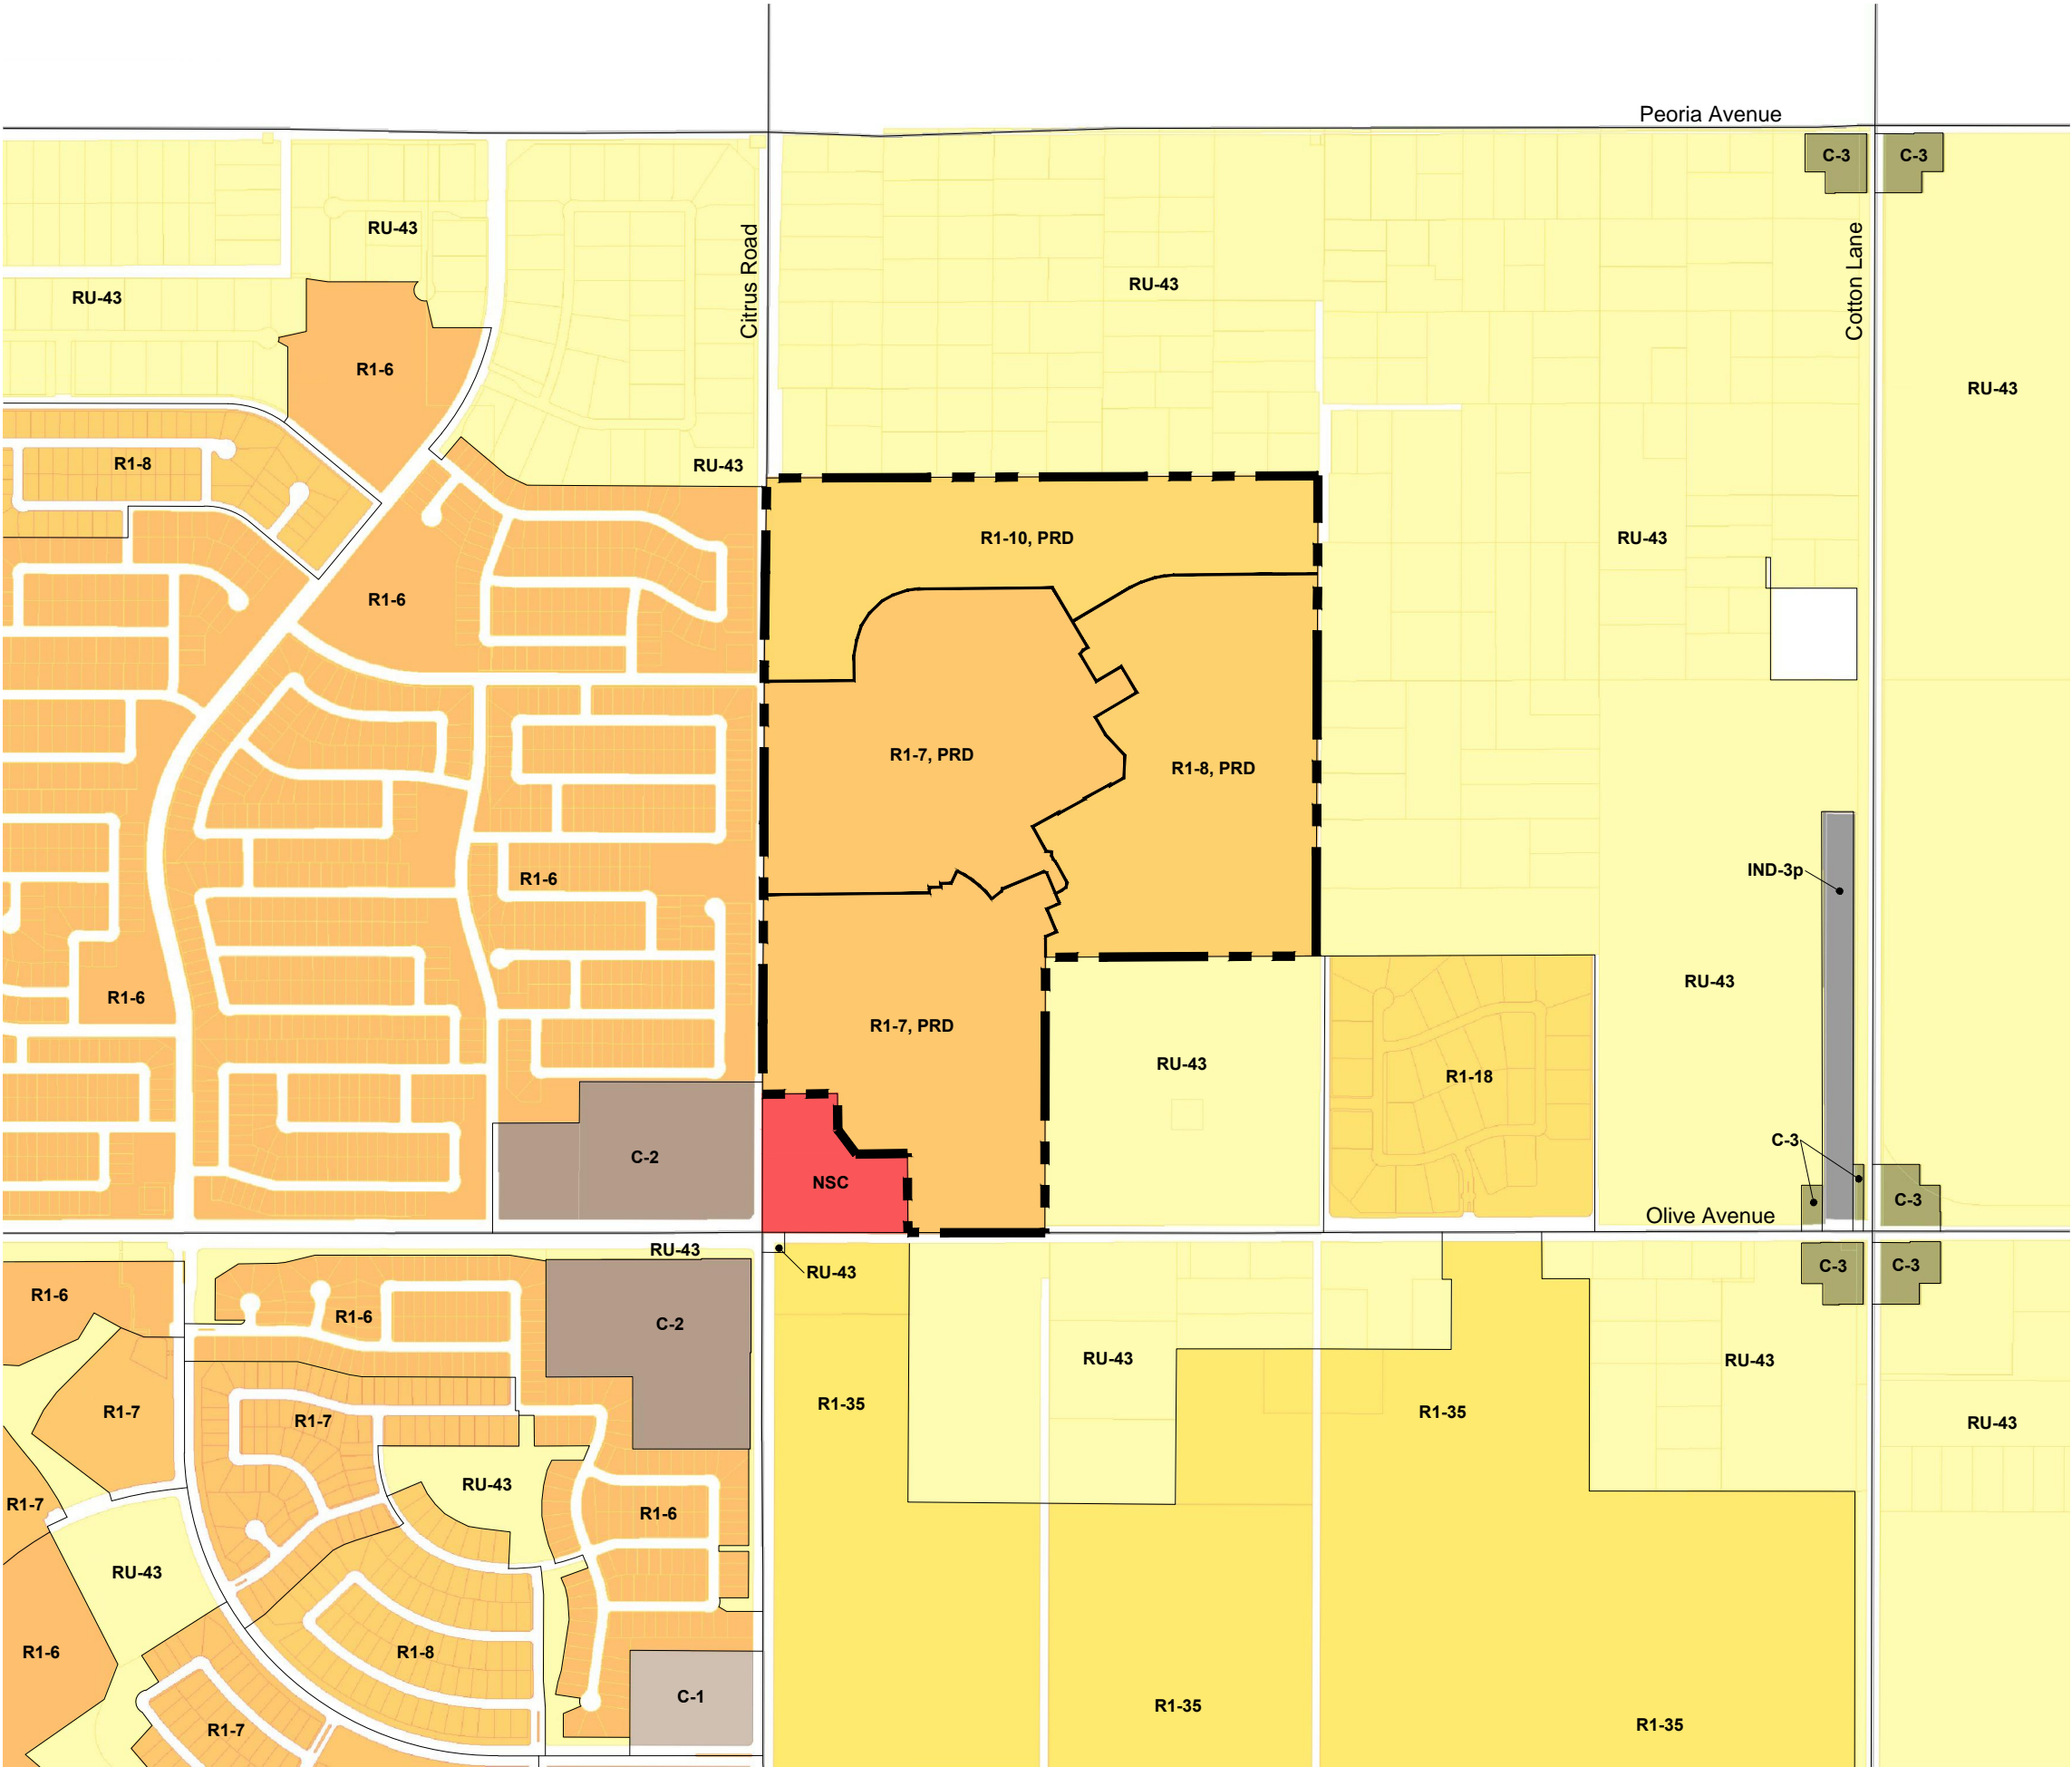 Peoria Avenue
C-3
C-3
RU-43
Citrus Road
Cotton Lane
RU-43
RU-43
R1-6
RU-43
R1-8
RU-43
R1-10, PRD
RU-43
R1-6
R1-7, PRD
R1-8, PRD
R1-6
IND-3p
R1-6
RU-43
R1-7, PRD
RU-43
R1-18
C-3
C-2
NSC
C-3
Olive Avenue
RU-43
RU-43
C-3
C-3
R1-6
R1-6
C-2
RU-43
RU-43
R1-35
R1-7
R1-7
R1-35
RU-43
RU-43
R1-7
R1-6
RU-43
R1-6
R1-8
C-1
R1-35
R1-35
R1-7